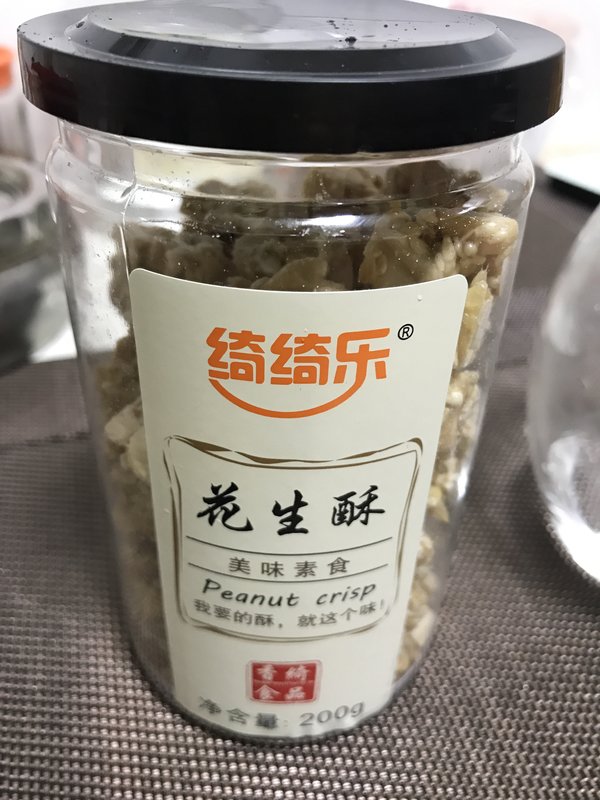 绮绮乐®
花生酥
美味素食
Peanut crisp
我要的酥，就这个味！
香绮
食品
净含量: 200g